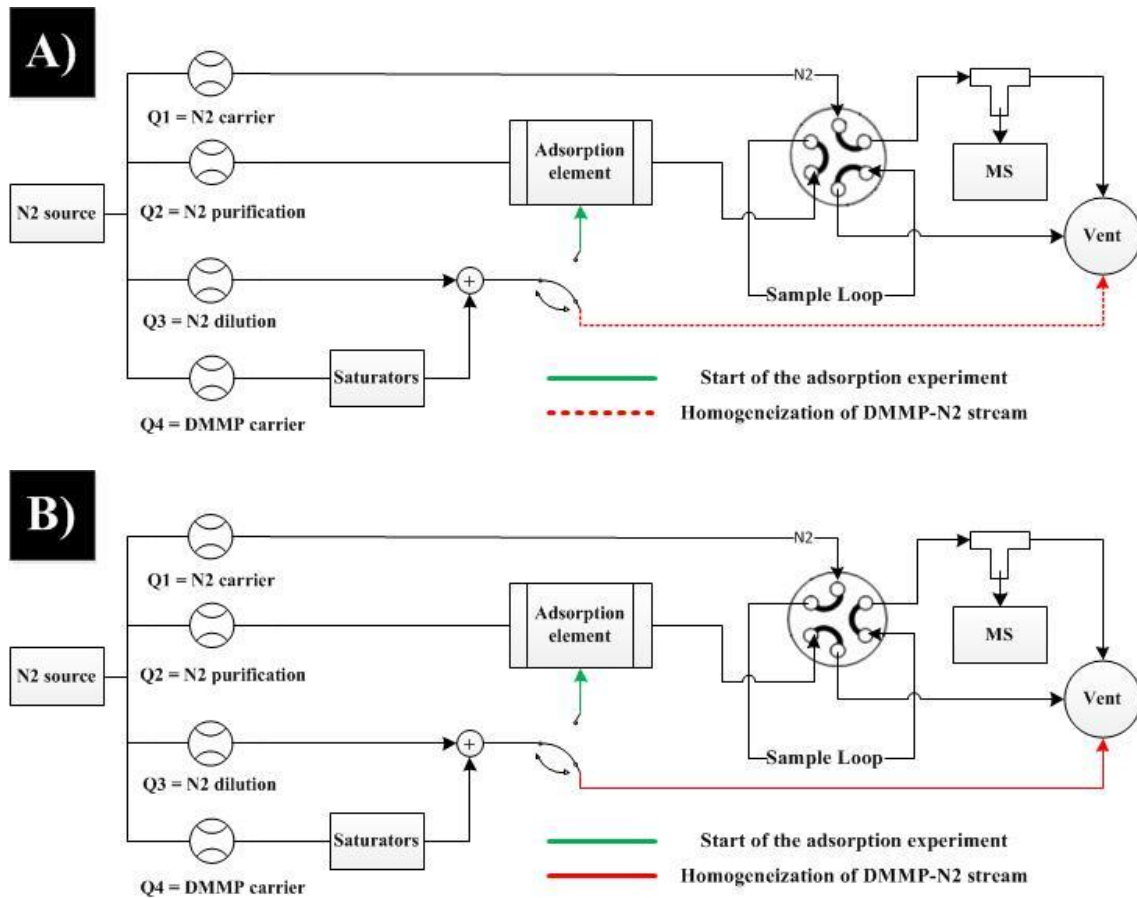 A)
N2
Q1 = N2 carrier
Adsorption
element
MS
N2 source
Q2 = N2 purification
Vent
Sample Loop
Q3 = N2 dilution
Saturators
Start of the adsorption experiment
Homogeneization of DMMP-N2 stream
Q4 = DMMP carrier
B)
N2
Q1 = N2 carrier
Adsorption
element
MS
N2 source
Q2 = N2 purification
Vent
Sample Loop
Q3 = N2 dilution
Saturators
Start of the adsorption experiment
Homogeneization of DMMP-N2 stream
Q4 = DMMP carrier